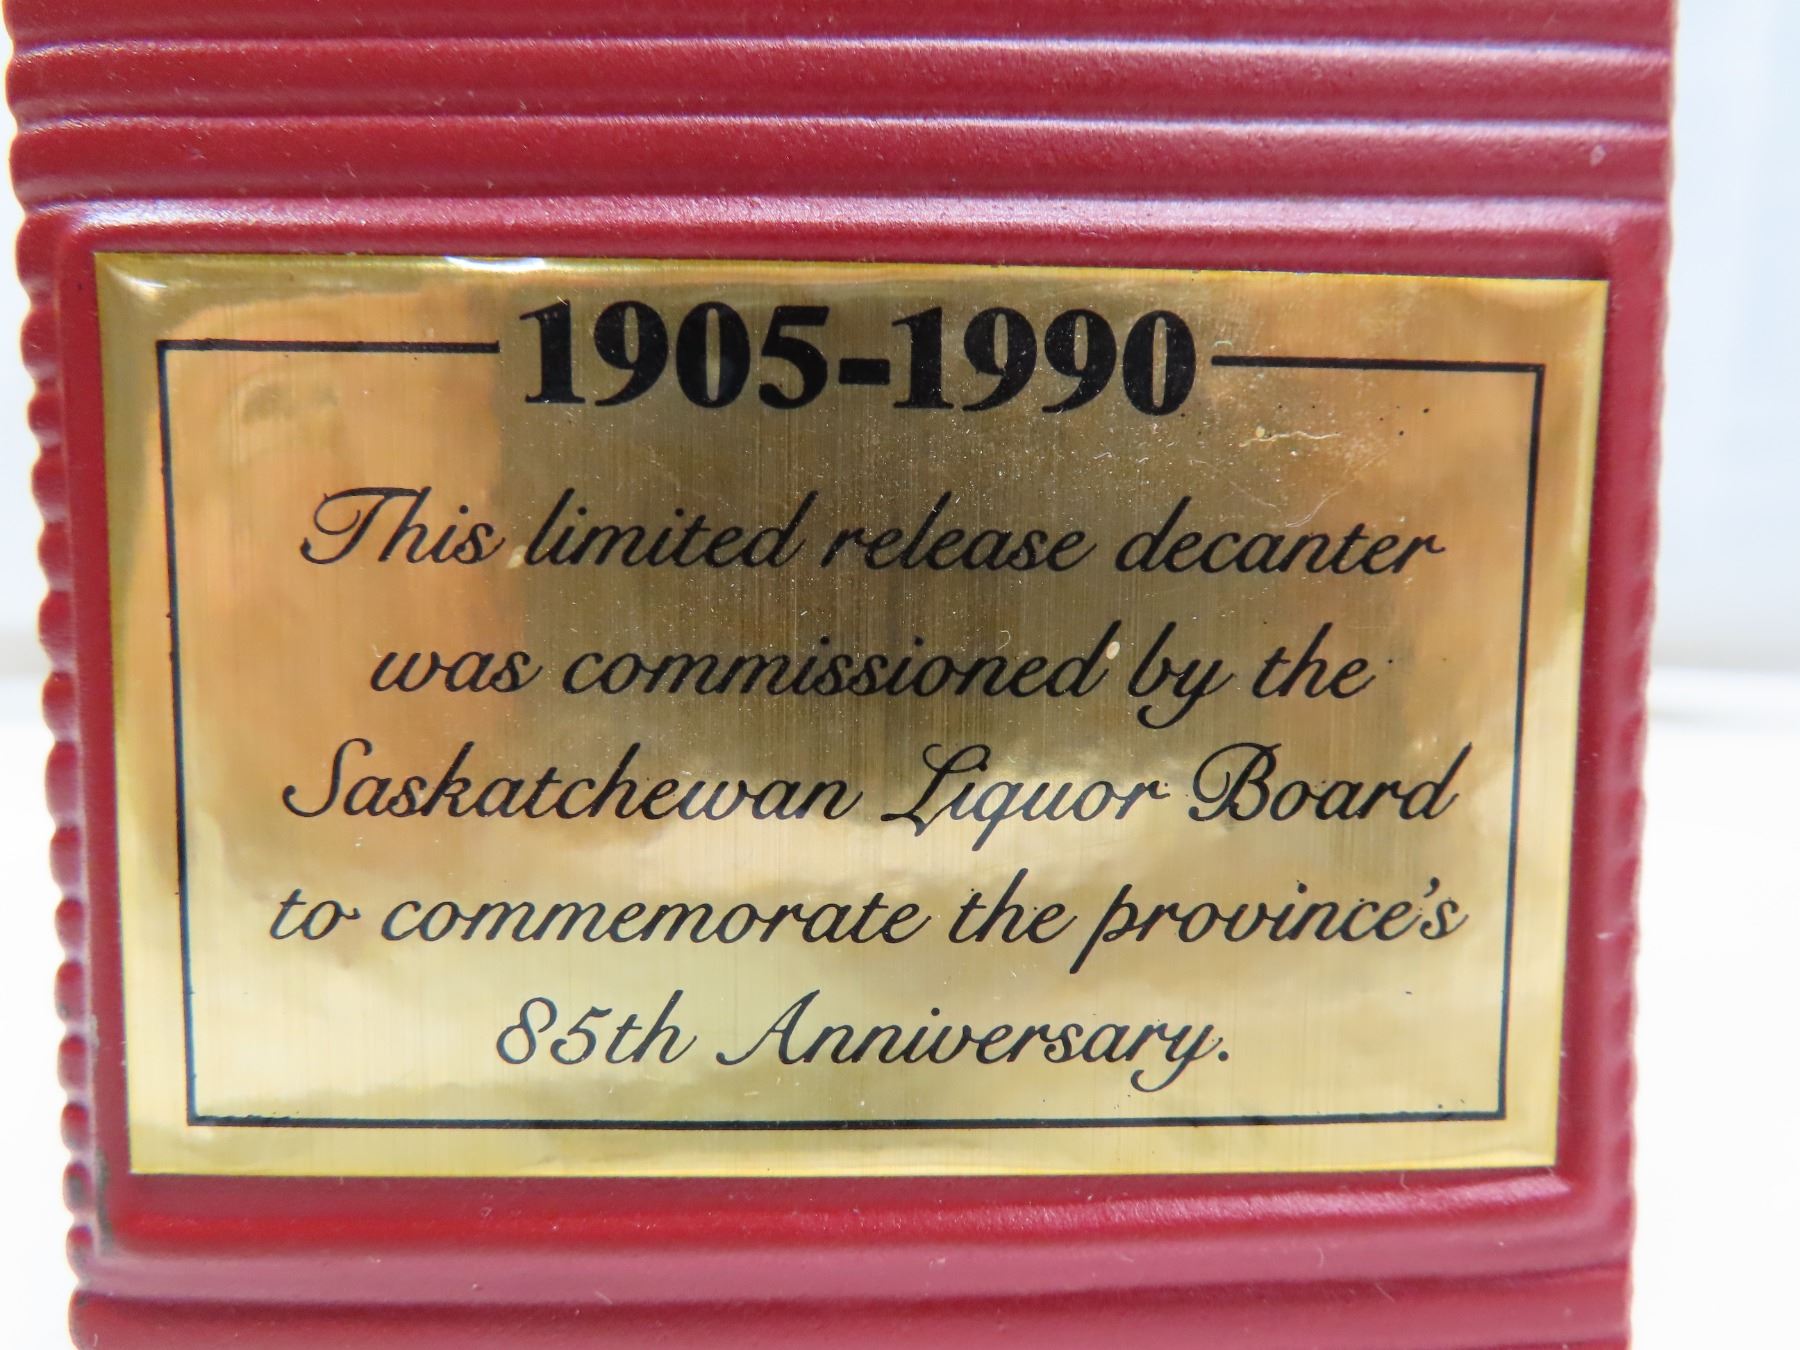 1905-1990
This limited release decanter
was commissioned by the
Saskatchewan Liquor Board
to commemorate the province's
85th Anniversary.